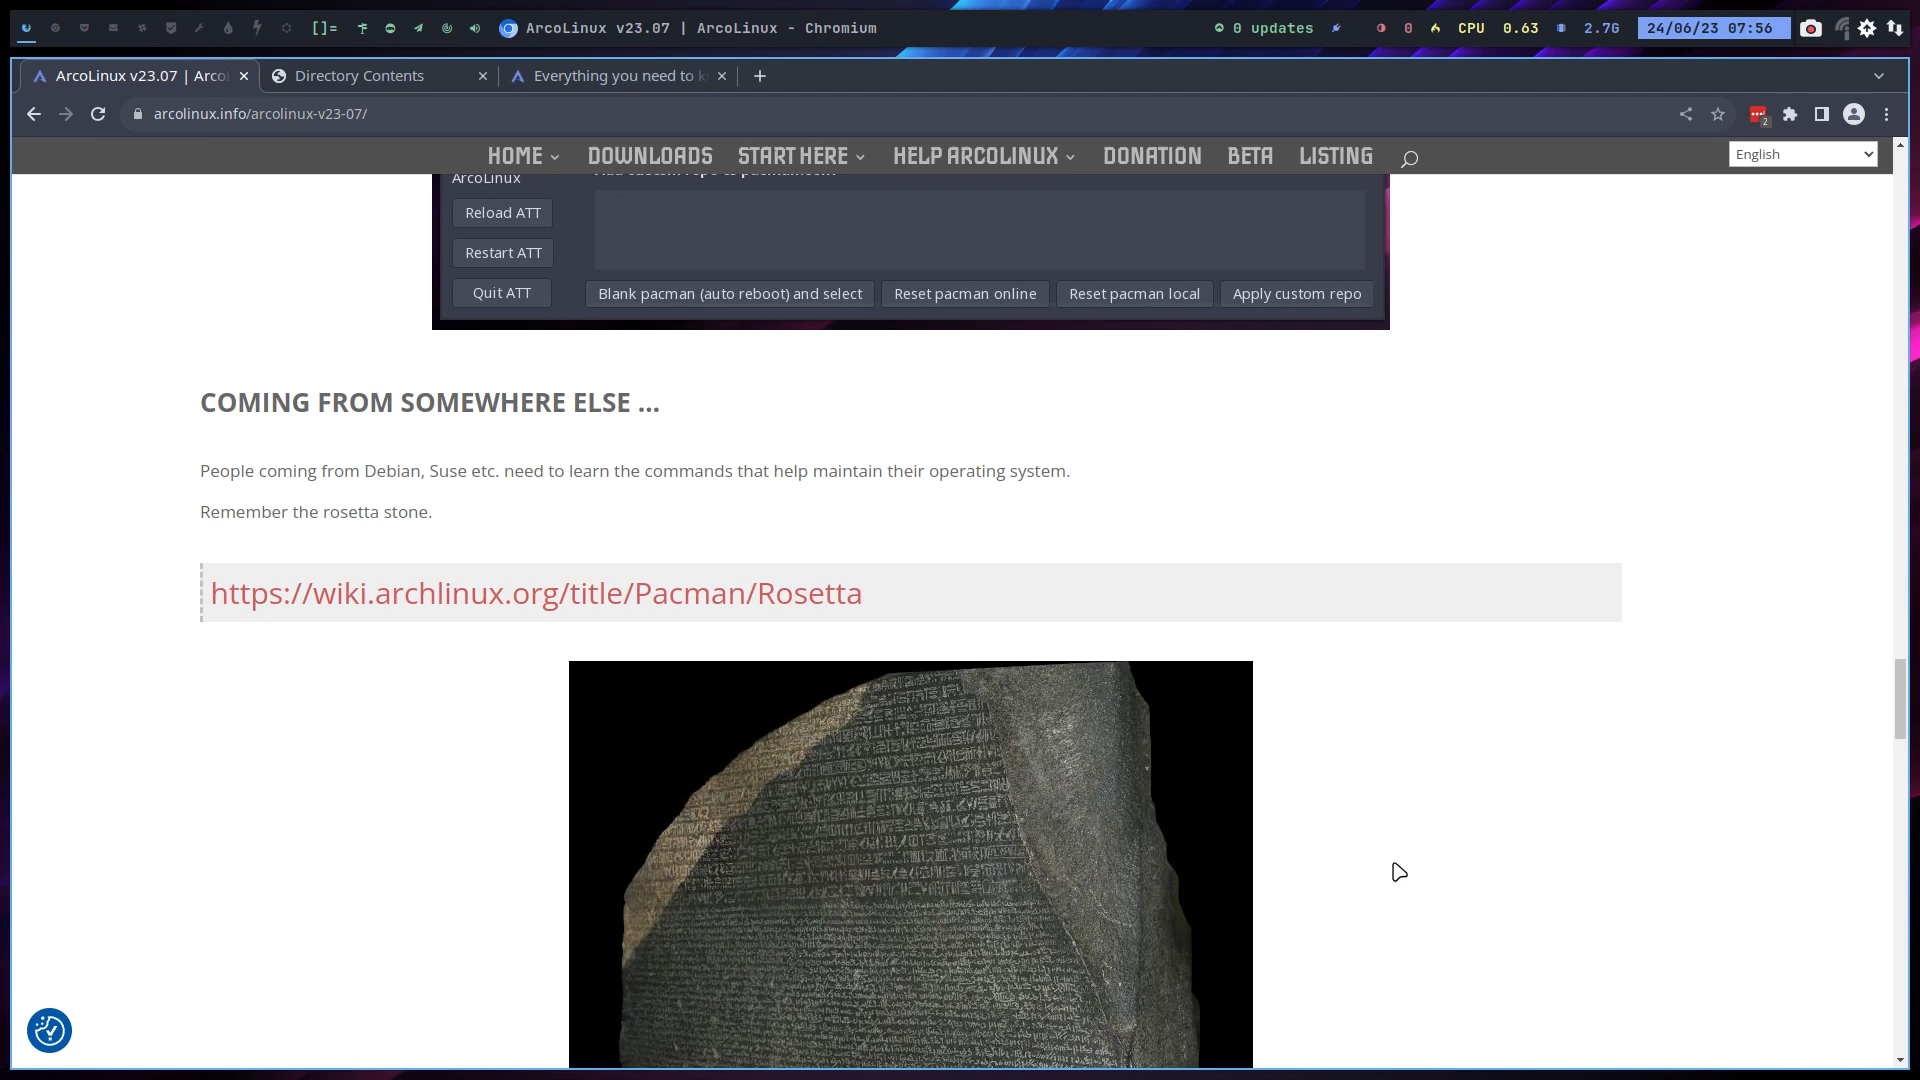 []=
ArcoLinux v23.07 | ArcoLinux - Chromium
0 updates
0
CPU 0.63
2.7G
24/06/23 07:56
ArcoLinux v23.07 | Arco
Directory Contents
Everything you need to k
arcolinux.info/arcolinux-v23-07/
2
HOME
DOWNLOADS
START HERE
HELP ARCOLINUX
DONATION
BETA
LISTING
English
ArcoLinux
Reload ATT
Restart ATT
Quit ATT
Blank pacman (auto reboot) and select
Reset pacman online
Reset pacman local
Apply custom repo
COMING FROM SOMEWHERE ELSE ...
People coming from Debian, Suse etc. need to learn the commands that help maintain their operating system.
Remember the rosetta stone.
https://wiki.archlinux.org/title/Pacman/Rosetta